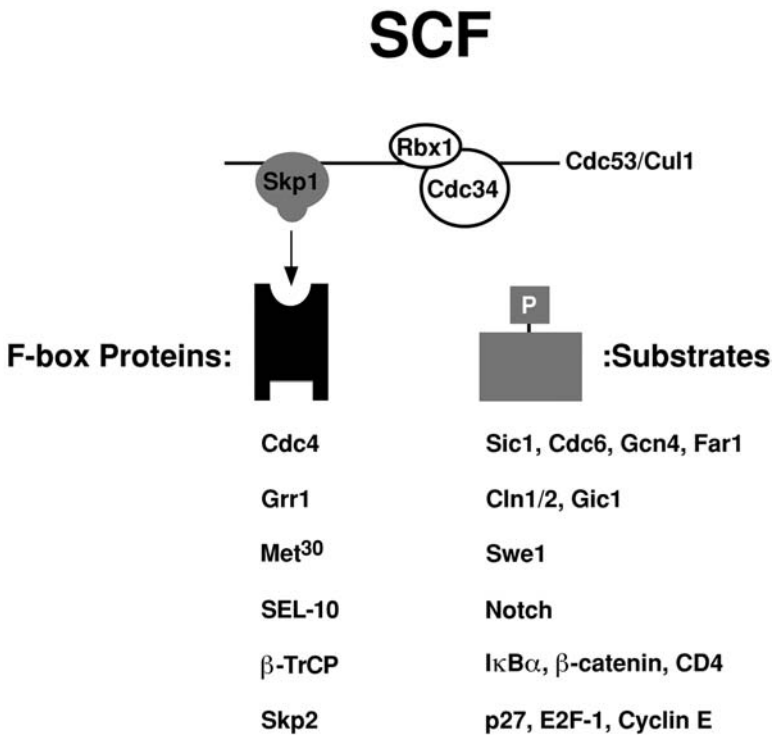 SCF
Rbx1
Cdc53/Cul1
Skp1
Cdc34
P
F-box Proteins:
:Substrates
Cdc4 Sic1, Cdc6, Gcn4, Far1
Grr1 Cln1/2, Gic1
Met30 Swe1
SEL-10 Notch
β-TrCP IκBα, β-catenin, CD4
Skp2 p27, E2F-1, Cyclin E